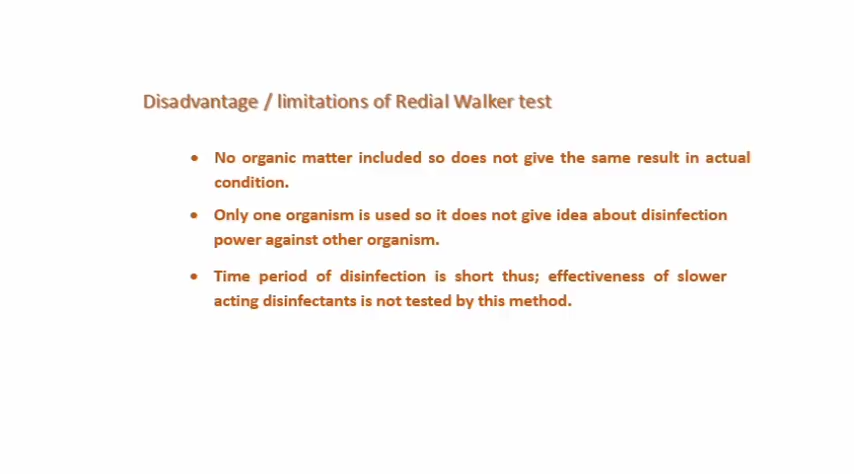 Disadvantage / limitations of Redial Walker test
• No organic matter included so does not give the same result in actual
condition.
• Only one organism is used so it does not give idea about disinfection
power against other organism.
• Time period of disinfection is short thus; effectiveness of slower
acting disinfectants is not tested by this method.